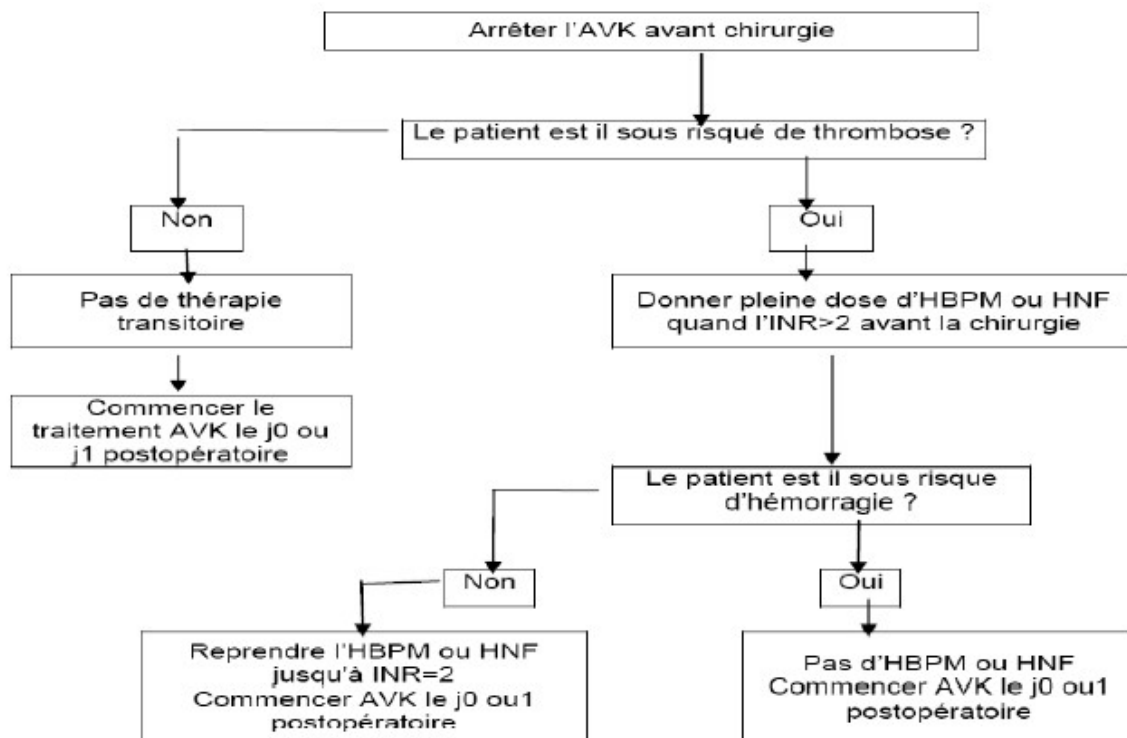 Arrêter l'AVK avant chirurgie
Le patient est il sous risqué de thrombose ?
Non
Oui
Pas de thérapie
transitoire
Donner pleine dose d'HBPM ou HNF
quand l'INR>2 avant la chirurgie
Commencer le
traitement AVK le j0 ou
j1 postopératoire
Le patient est il sous risque
d'hémorragie ?
Non
Oui
Reprendre l'HBPM ou HNF
jusqu'à INR=2
Commencer AVK le j0 ou1
postopératoire
Pas d'HBPM ou HNF
Commencer AVK le j0 ou1
postopératoire